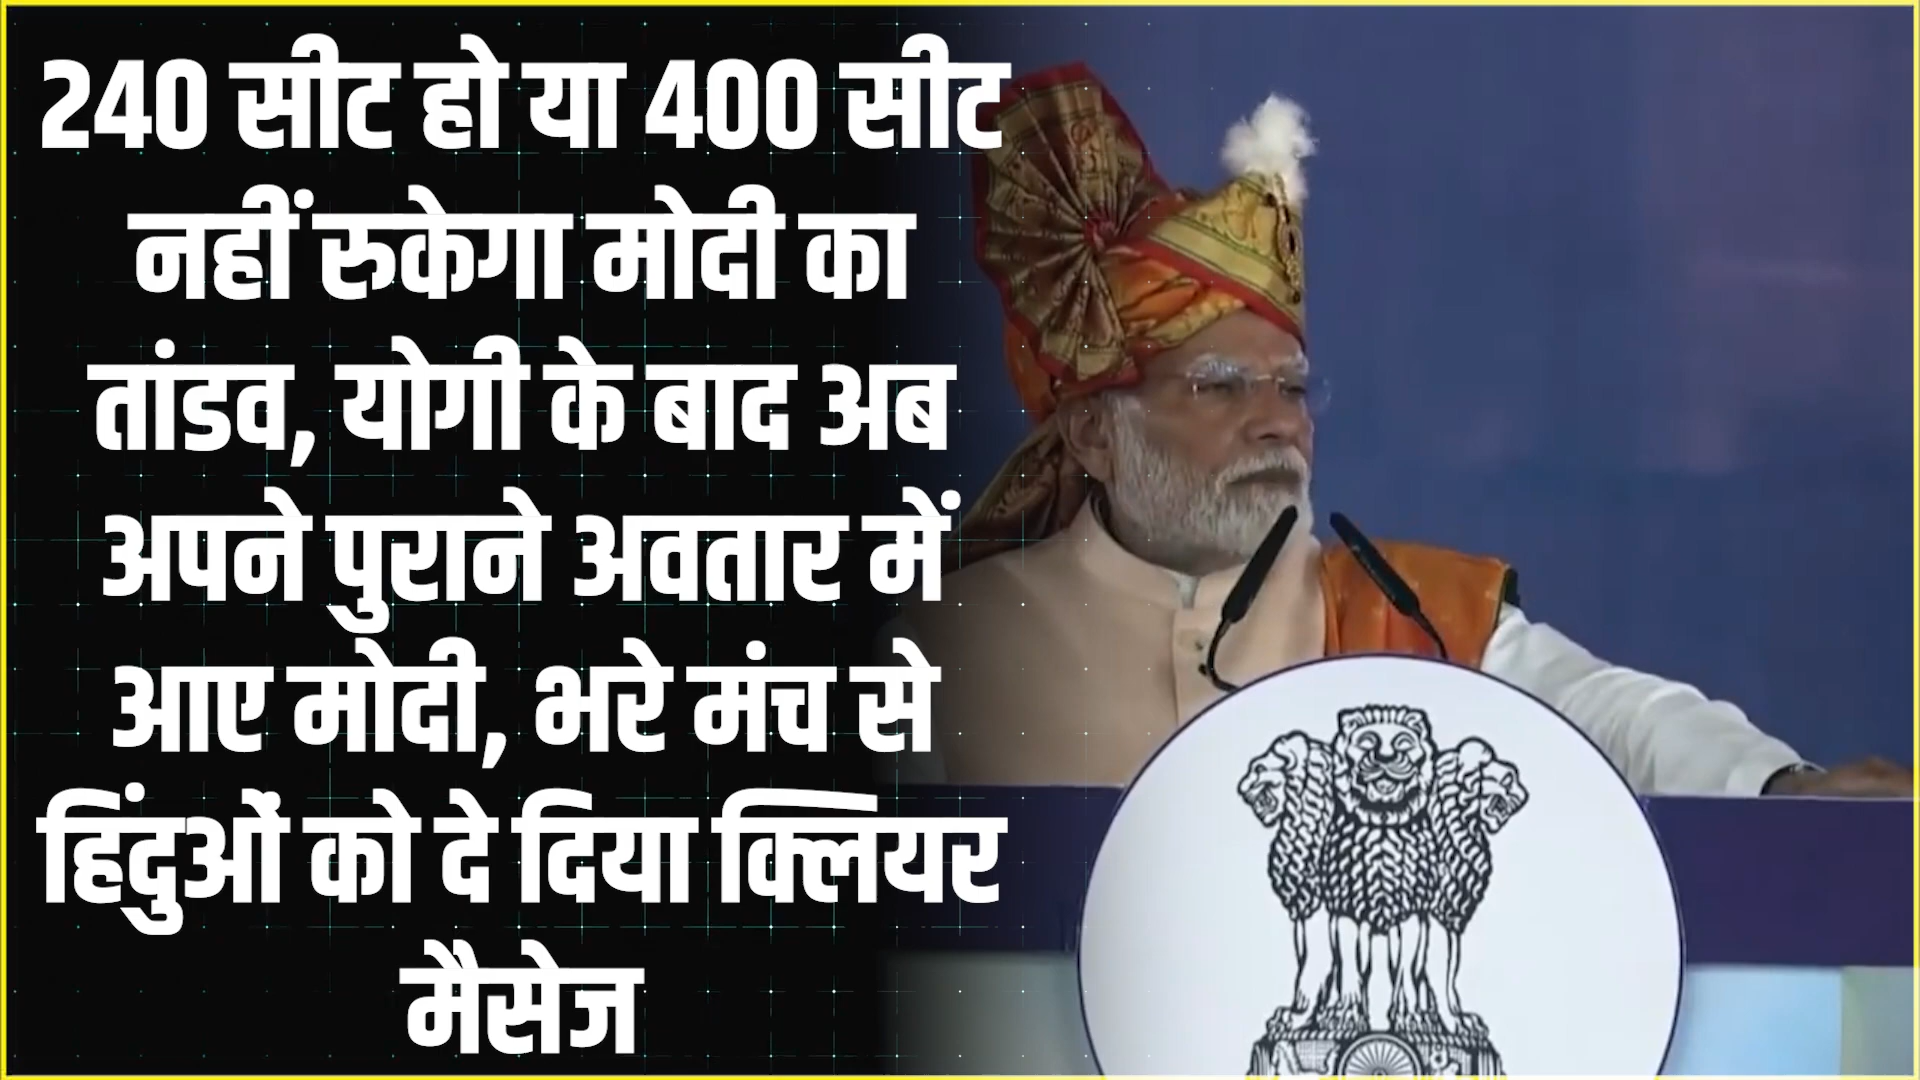 240 सीट हो या 400 सीट
नहीं रुकेगा मोदी का
तांडव, योगी के बाद अब
अपने पुराने अवतार में
आए मोदी, भरे मंच से
हिंदुओं को दे दिया क्लियर
मैसेज